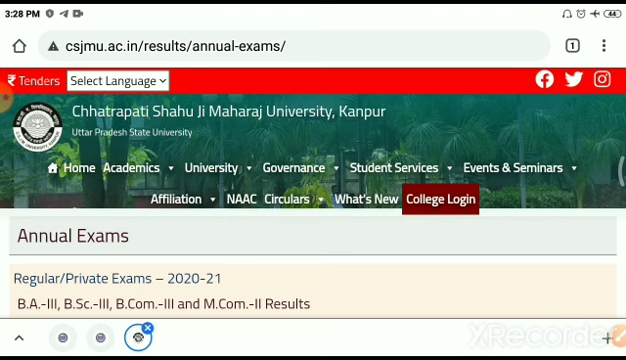 3:28 PM
44
csjmu.ac.in/results/annual-exams/
1
₹ Tenders Select Language
Chhatrapati Shahu Ji Maharaj University, Kanpur
Uttar Pradesh State University
Home Academics University Governance Student Services Events & Seminars
Affiliation NAAC Circulars What's New College Login
Annual Exams
Regular/Private Exams – 2020-21
B.A.-III, B.Sc.-III, B.Com.-III and M.Com.-II Results
XRecorder